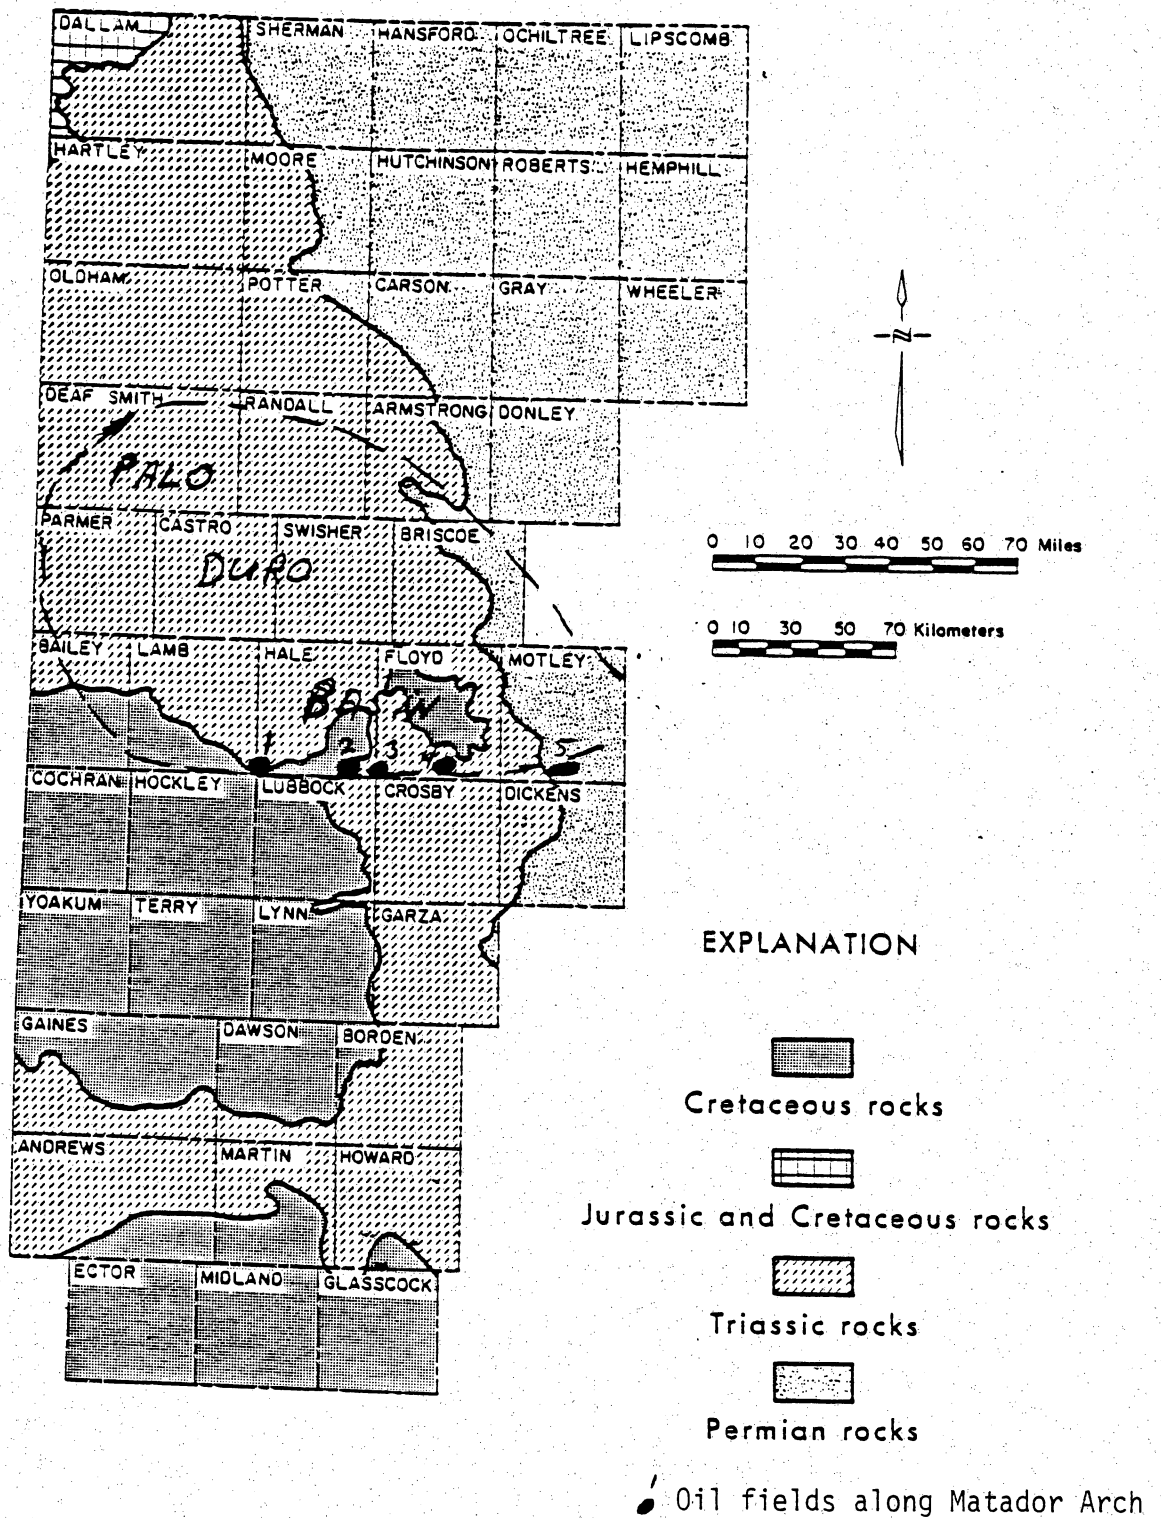 DALLAM SHERMAN HANSFORD OCHILTREE LIPSCOMB
HARTLEY MOORE HUTCHINSON ROBERTS HEMPHILL
OLDHAM POTTER CARSON GRAY WHEELER
N
DEAF SMITH RANDALL ARMSTRONG DONLEY
PALO
PARMER CASTRO SWISHER BRISCOE
DURO
0 10 20 30 40 50 60 70 Miles
0 10 30 50 70 Kilometers
BAILEY LAMB HALE FLOYD MOTLEY
1 2 3 4 5
COCHRAN HOCKLEY LUBBOCK CROSBY DICKENS
YOAKUM TERRY LYNN GARZA
GAINES DAWSON BORDEN
ANDREWS MARTIN HOWARD
ECTOR MIDLAND GLASSCOCK
EXPLANATION
Cretaceous rocks
Jurassic and Cretaceous rocks
Triassic rocks
Permian rocks
Oil fields along Matador Arch